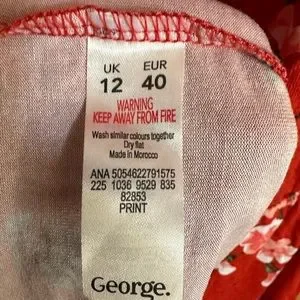 UK EUR
12 40
WARNING
KEEP AWAY FROM FIRE
Wash similar colours together
Dry flat
Made in Morocco
ANA 5054622791575
225 1036 9529 835
82853
PRINT
George.